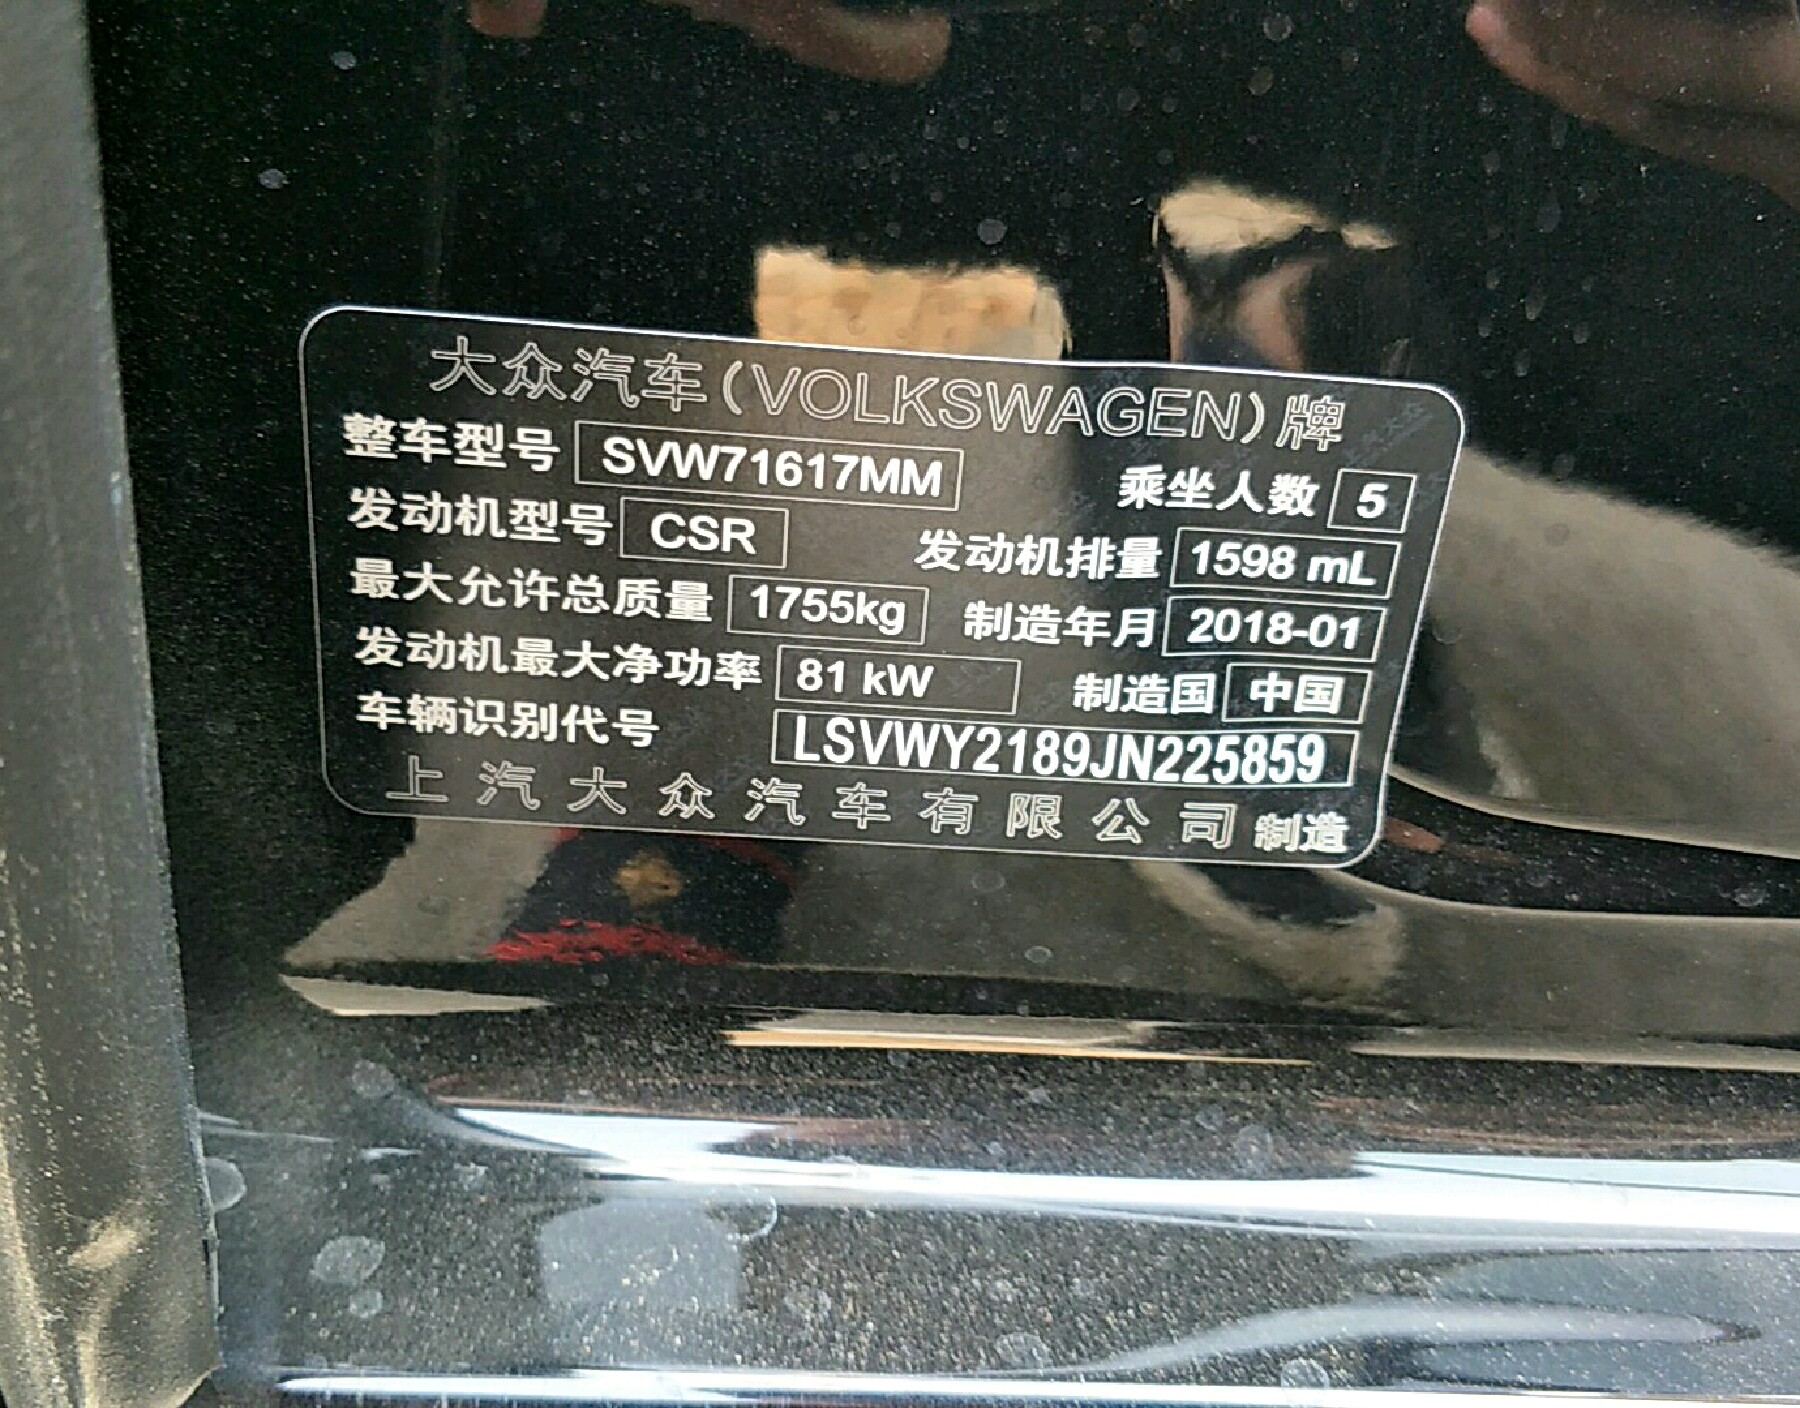 大众汽车(VOLKSWAGEN)牌
整车型号 SVW71617MM 乘坐人数 5
发动机型号 CSR 发动机排量 1598 mL
最大允许总质量 1755kg 制造年月 2018-01
发动机最大净功率 81 kW 制造国 中国
车辆识别代号 LSVWY2189JN225859
上汽大众汽车有限公司 制造